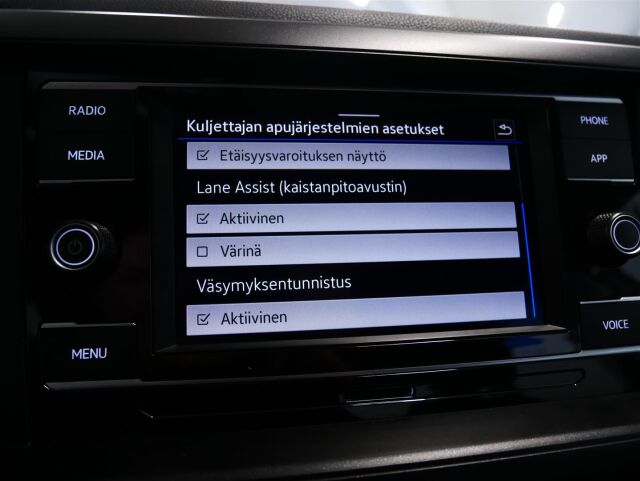 RADIO
MEDIA
MENU
Kuljettajan apujärjestelmien asetukset
Etäisyysvaroituksen näyttö
Lane Assist (kaistanpitoavustin)
Aktiivinen
Värinä
Väsymyksentunnistus
Aktiivinen
PHONE
APP
VOICE